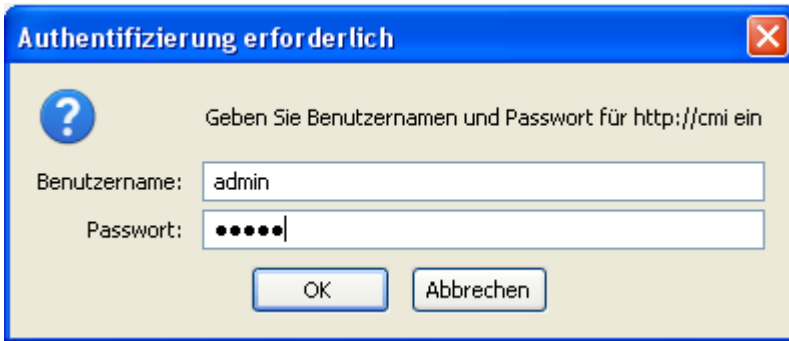 Authentifizierung erforderlich
Geben Sie Benutzernamen und Passwort für http://cmi ein
Benutzername: admin
Passwort: •••••
OK Abbrechen